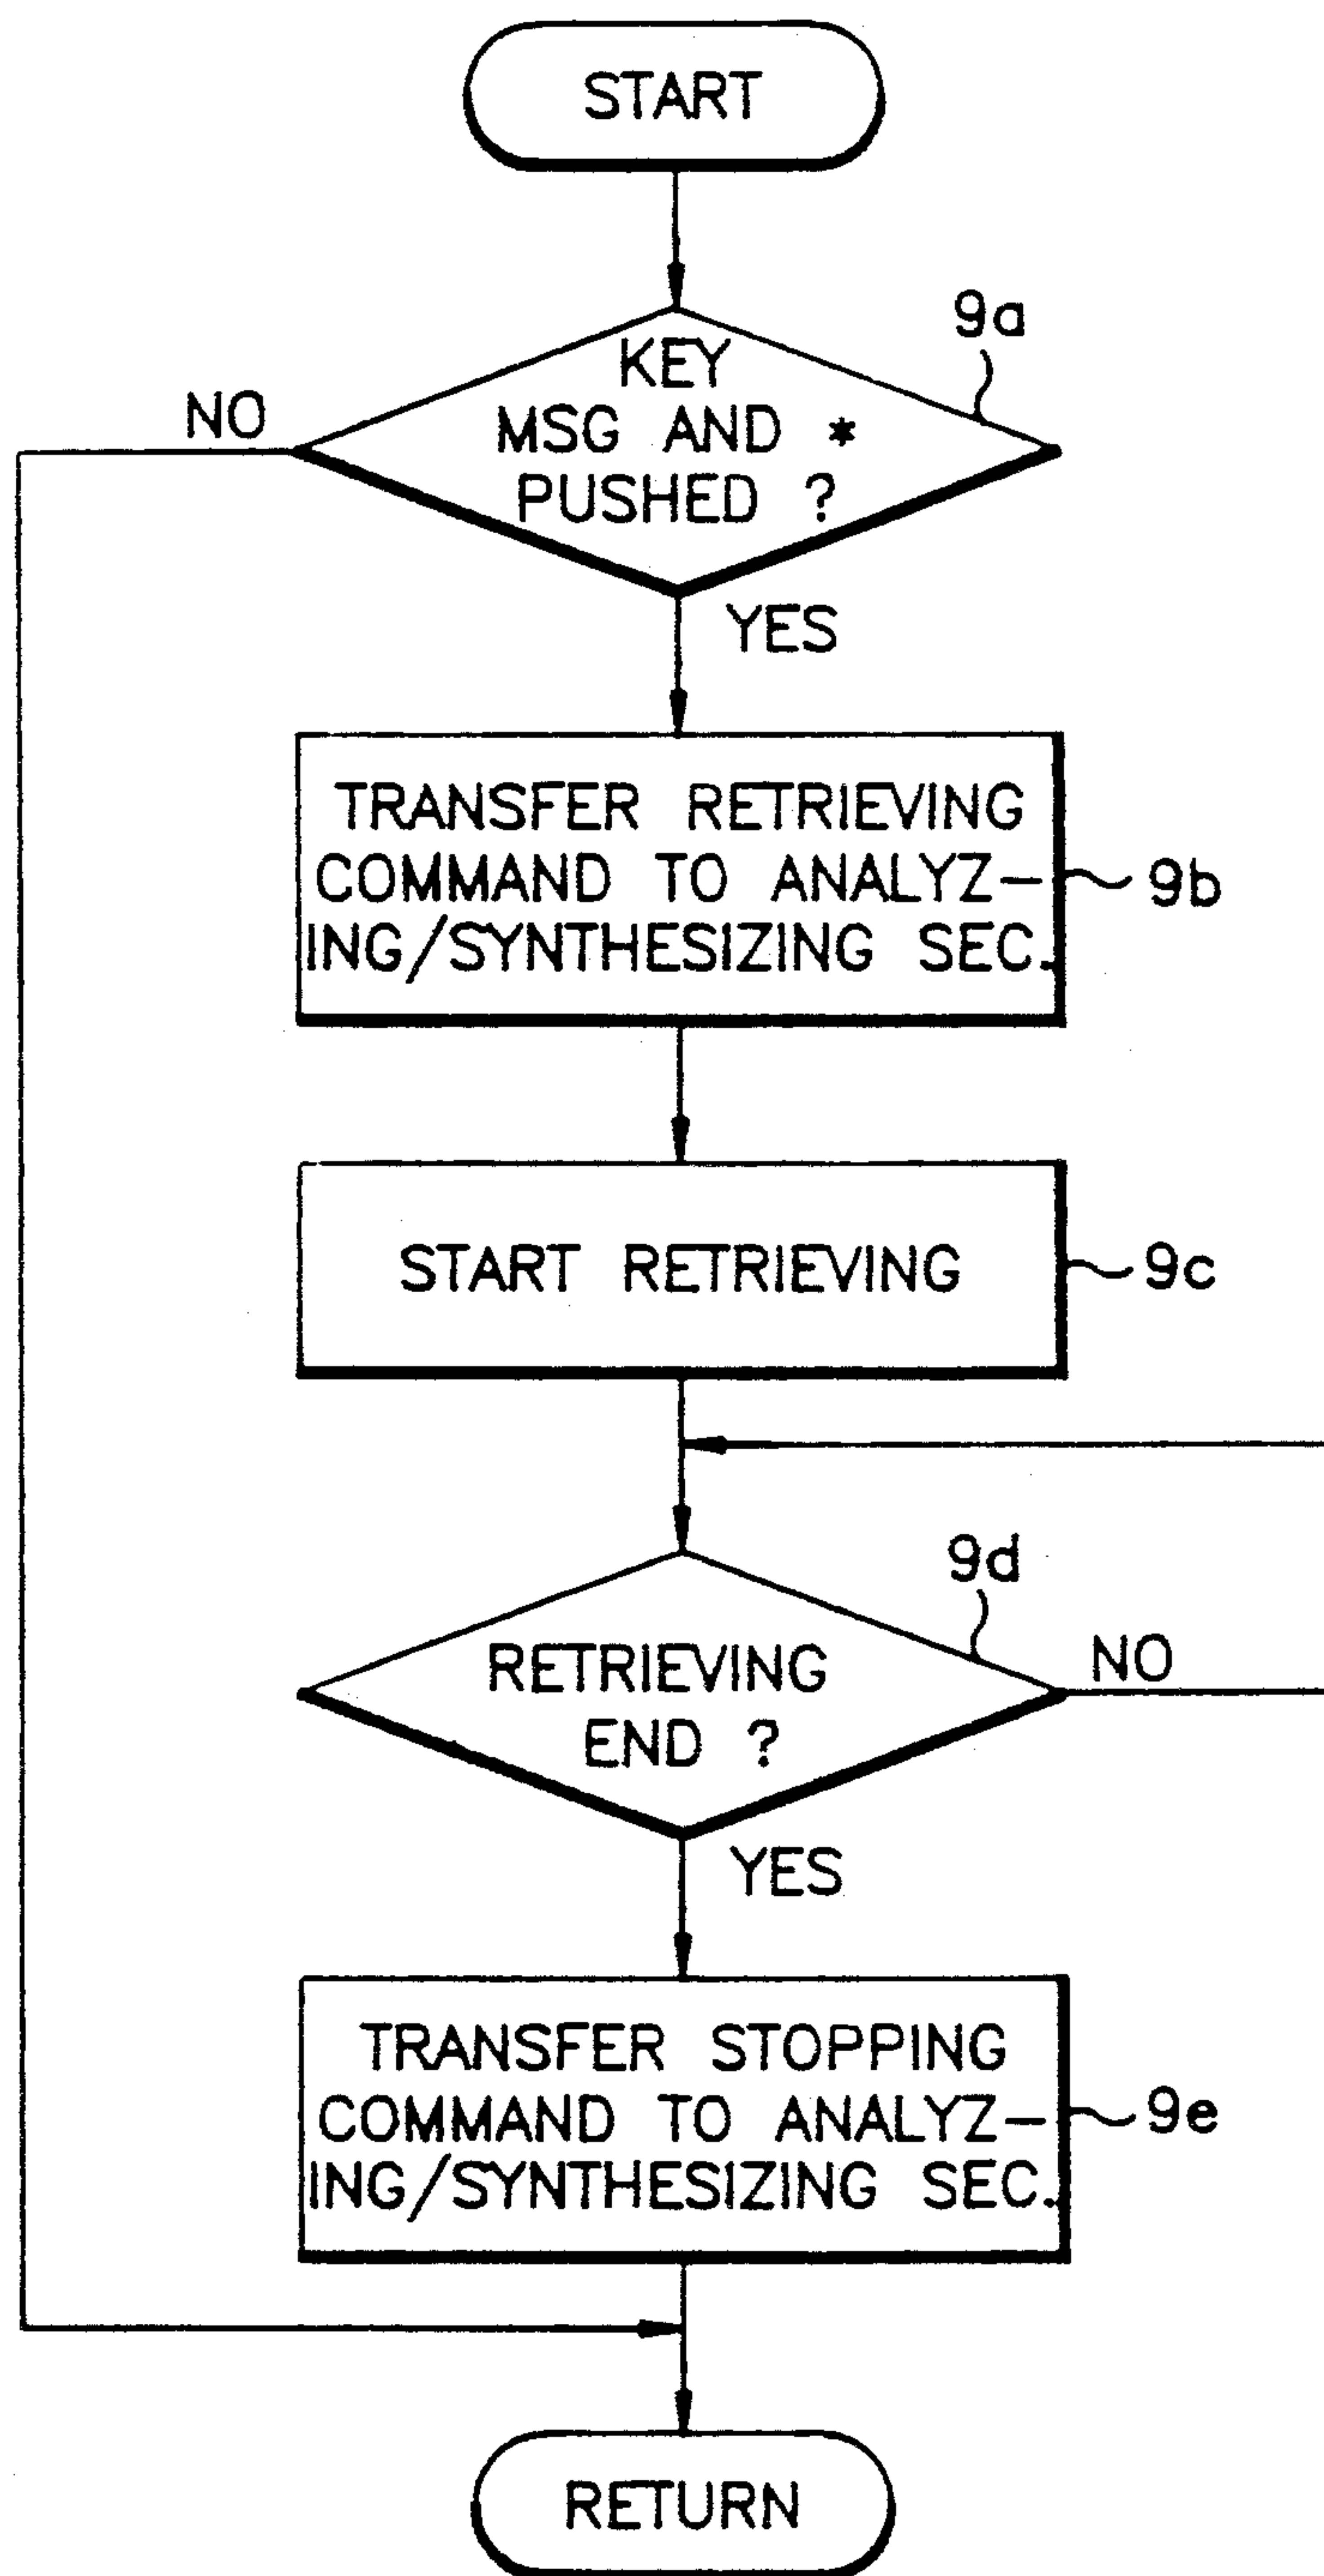 START
9a
KEY
NO
MSG AND *
PUSHED ?
YES
TRANSFER RETRIEVING
COMMAND TO ANALYZ-
9b
ING/SYNTHESIZING SEC.
START RETRIEVING
9c
9d
RETRIEVING
NO
END ?
YES
TRANSFER STOPPING
COMMAND TO ANALYZ-
9e
ING/SYNTHESIZING SEC.
RETURN